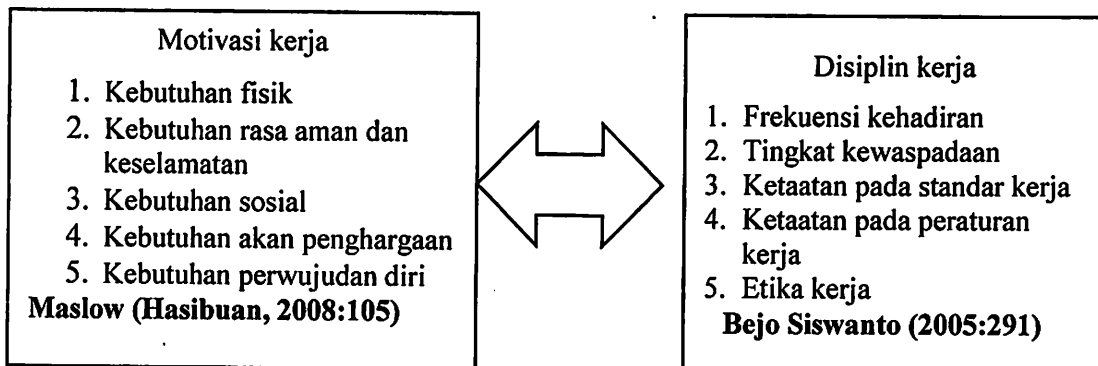 Motivasi kerja
1. Kebutuhan fisik
2. Kebutuhan rasa aman dan
keselamatan
3. Kebutuhan sosial
4. Kebutuhan akan penghargaan
5. Kebutuhan perwujudan diri
Maslow (Hasibuan, 2008:105)
Disiplin kerja
1. Frekuensi kehadiran
2. Tingkat kewaspadaan
3. Ketaatan pada standar kerja
4. Ketaatan pada peraturan
kerja
5. Etika kerja
Bejo Siswanto (2005:291)